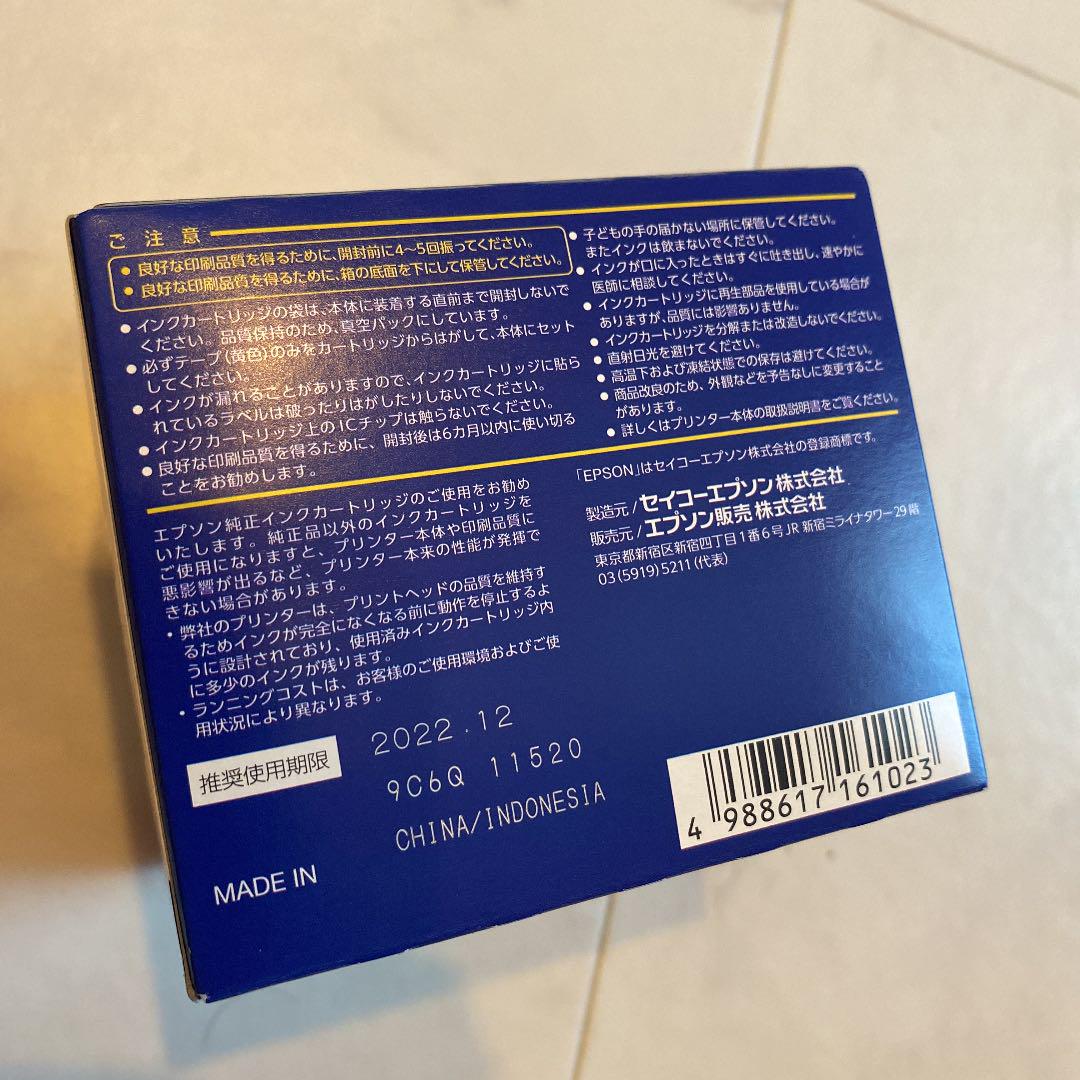 ご注意
● 良好な印刷品質を得るために、開封前に4～5回振ってください。
● 良好な印刷品質を得るために、箱の底面を下にして保管してください。
● インクカートリッジの袋は、本体に装着する直前まで開封しないで
ください。品質保持のため、真空パックにしています。
● 必ずテープ(黄色)のみをカートリッジからはがして、本体にセット
してください。
● インクが漏れることがありますので、インクカートリッジに貼ら
れているラベルは破ったりはがしたりしないでください。
● インクカートリッジ上のICチップは触らないでください。
● 良好な印刷品質を得るために、開封後は6カ月以内に使い切る
ことをお勧めします。
● 子どもの手の届かない場所に保管してください。
またインクは飲まないでください。
● インクが口に入ったときはすぐに吐き出し、速やかに
医師に相談してください。
● インクカートリッジに再生部品を使用している場合が
ありますが、品質には影響ありません。
● インクカートリッジを分解または改造しないでください。
● 直射日光を避けてください。
● 高温下および凍結状態での保存は避けてください。
● 商品改良のため、外観などを予告なしに変更すること
があります。
● 詳しくはプリンター本体の取扱説明書をご覧ください。
エプソン純正インクカートリッジのご使用をお勧め
いたします。純正品以外のインクカートリッジを
ご使用になりますと、プリンター本体や印刷品質に
悪影響が出るなど、プリンター本来の性能が発揮で
きない場合があります。
・弊社のプリンターは、プリントヘッドの品質を維持す
るためインクが完全になくなる前に動作を停止するよ
うに設計されており、使用済みインクカートリッジ内
に多少のインクが残ります。
・ランニングコストは、お客様のご使用環境およびご使
用状況により異なります。
「EPSON」はセイコーエプソン株式会社の登録商標です。
製造元/セイコーエプソン株式会社
販売元/エプソン販売株式会社
東京都新宿区新宿四丁目1番6号 JR 新宿ミライナタワー29階
03(5919)5211(代表)
推奨使用期限
2022.12
9C6Q 11520
CHINA/INDONESIA
MADE IN
4 988617 161023